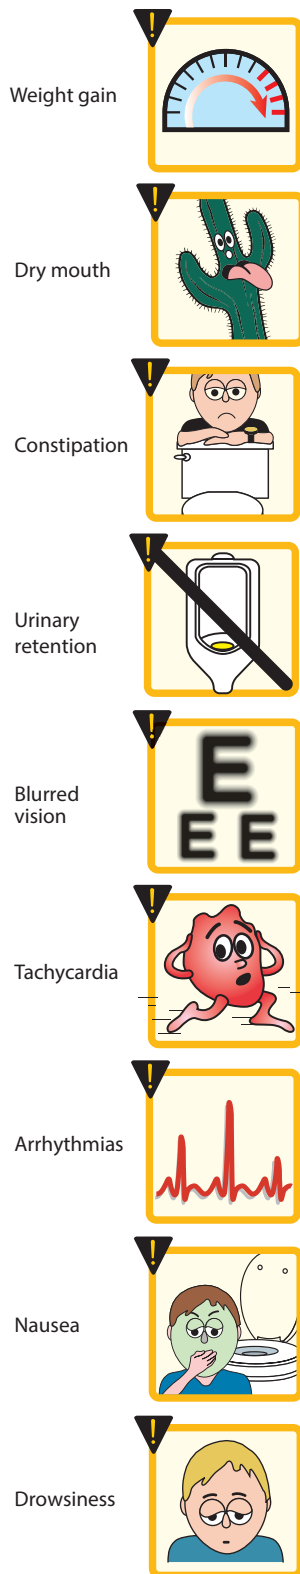 !
Weight gain
!
Dry mouth
!
Constipation
!
Urinary
retention
!
Blurred
vision
E
E E
!
Tachycardia
!
Arrhythmias
!
Nausea
!
Drowsiness